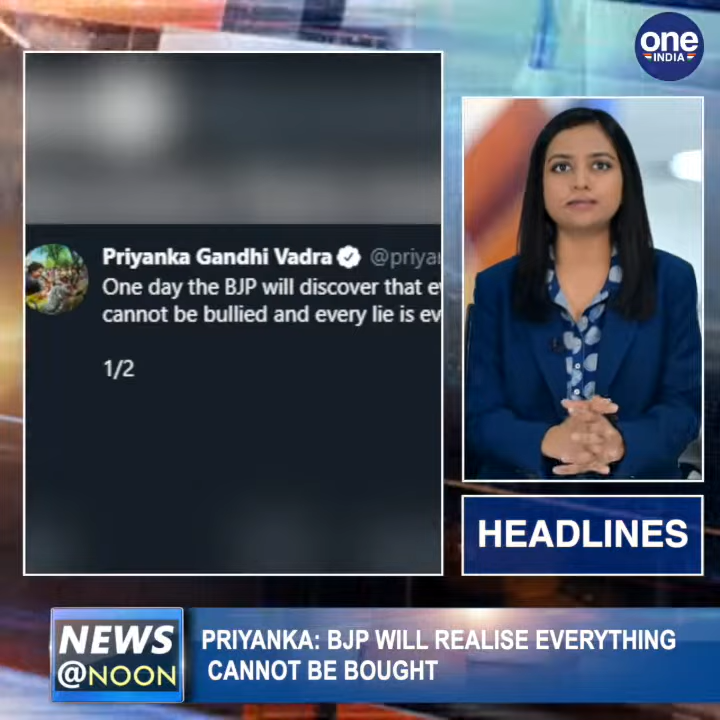 one
INDIA
Priyanka Gandhi Vadra @priya
One day the BJP will discover that
cannot be bullied and every lie is
1/2
HEADLINES
NEWS
@NOON
PRIYANKA: BJP WILL REALISE EVERYTHING
CANNOT BE BOUGHT